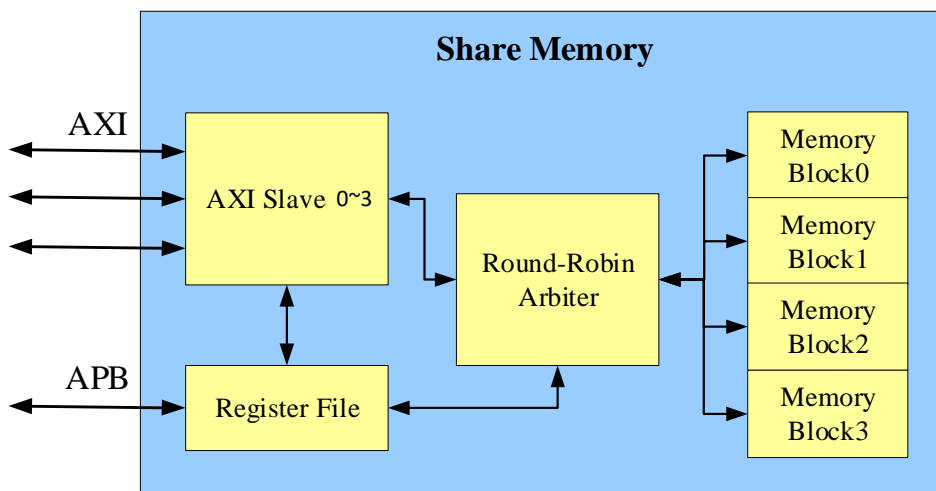 Share Memory
AXI
AXI Slave 0~3
Memory
Block0
Memory
Block1
Round-Robin
Arbiter
Memory
Block2
APB
Register File
Memory
Block3